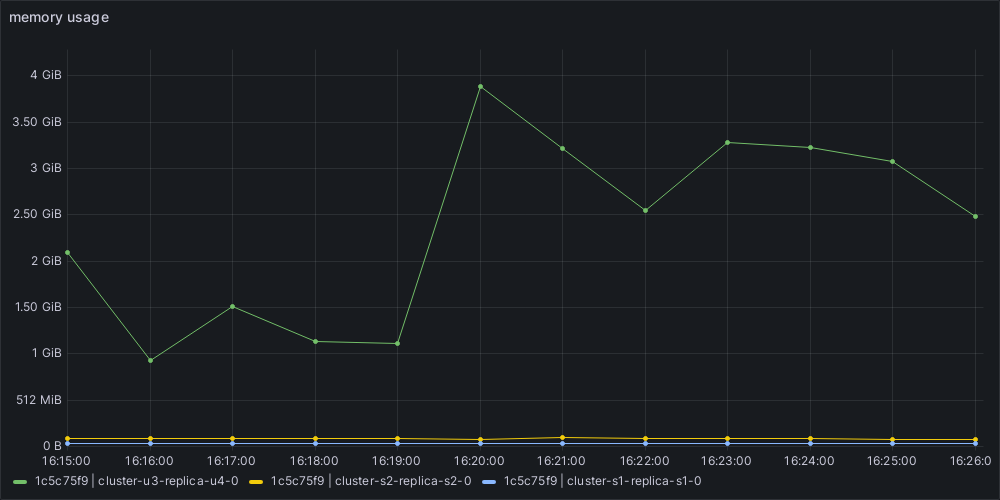 memory usage
4 GiB
3.50 GiB
3 GiB
2.50 GiB
2 GiB
1.50 GiB
1 GiB
512 MiB
0 B
16:15:00 16:16:00 16:17:00 16:18:00 16:19:00 16:20:00 16:21:00 16:22:00 16:23:00 16:24:00 16:25:00 16:26:0
1c5c75f9 | cluster-u3-replica-u4-0 1c5c75f9 | cluster-s2-replica-s2-0 1c5c75f9 | cluster-s1-replica-s1-0